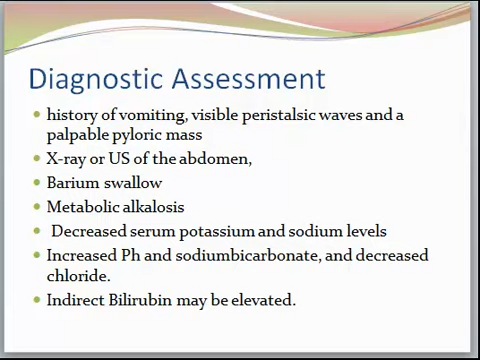 Diagnostic Assessment
history of vomiting, visible peristalsic waves and a
palpable pyloric mass
X-ray or US of the abdomen,
Barium swallow
Metabolic alkalosis
Decreased serum potassium and sodium levels
Increased Ph and sodiumbicarbonate, and decreased
chloride.
Indirect Bilirubin may be elevated.